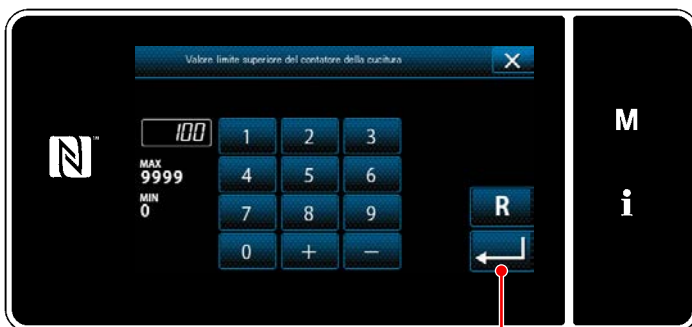 Valore limite superiore del contatore della cucitura
100
MAX
9999
MIN
0
1 2 3
4 5 6
7 8 9
0 + −
R
M
i